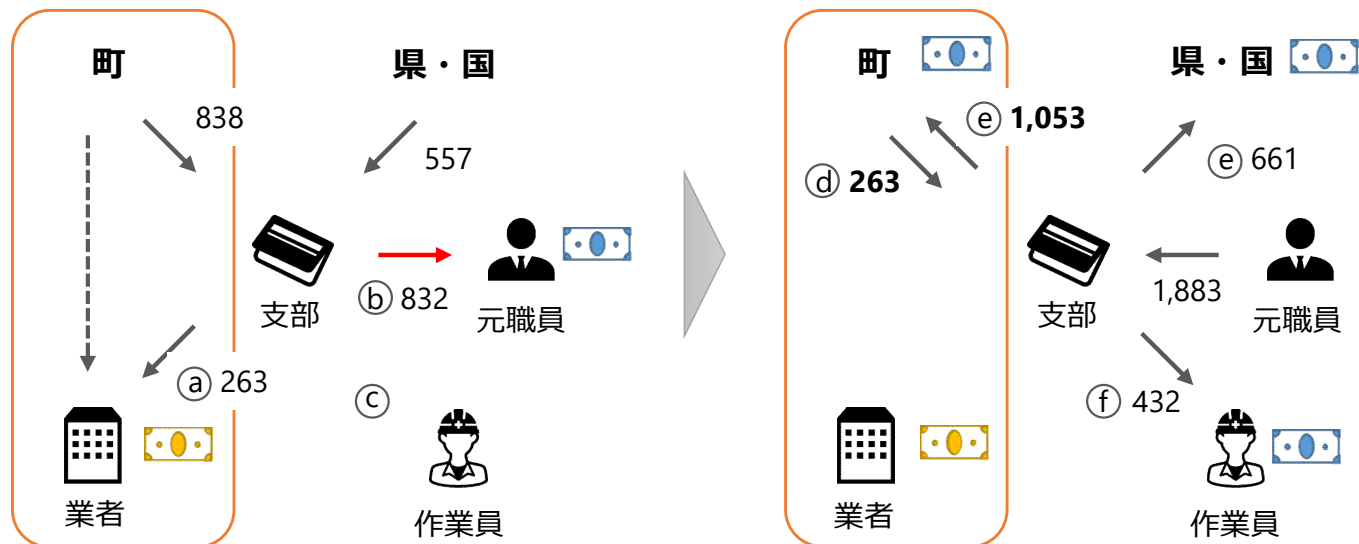 町
県・国
838
557
ⓑ 832
支部
元職員
ⓐ 263
ⓒ
業者
作業員
町
県・国
ⓔ 1,053
ⓓ 263
ⓔ 661
1,883
支部
元職員
ⓕ 432
業者
作業員